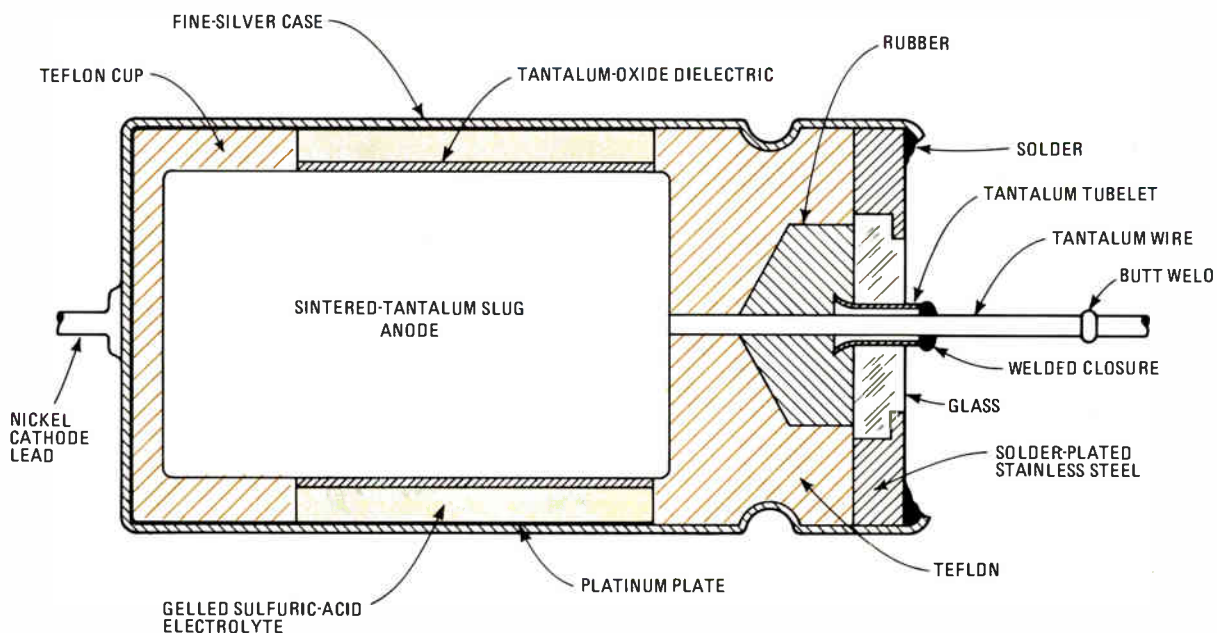 FINE-SILVER CASE
RUBBER
TEFLON CUP
TANTALUM-OXIDE DIELECTRIC
SOLDER
TANTALUM TUBELET
TANTALUM WIRE
BUTT WELD
SINTERED-TANTALUM SLUG
ANODE
WELDED CLOSURE
GLASS
NICKEL
CATHODE
LEAD
SOLDER-PLATED
STAINLESS STEEL
TEFLON
PLATINUM PLATE
GELLED SULFURIC-ACID
ELECTROLYTE